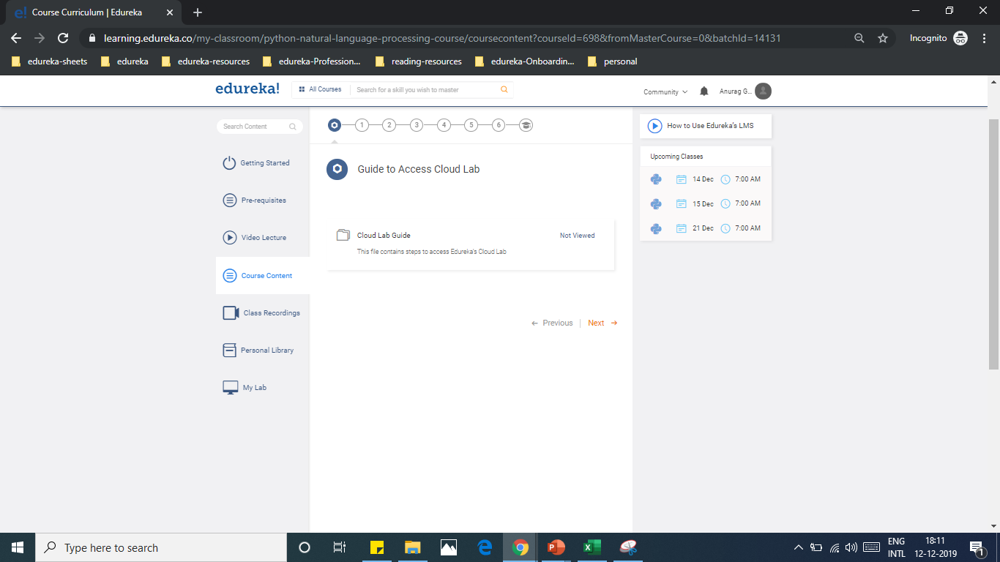 Course Curriculum | Edureka
learning.edureka.co/my-classroom/python-natural-language-processing-course/coursecontent?courseId=698&fromMasterCourse=0&batchId=14131
Incognito
edureka-sheets edureka edureka-resources edureka-Profession... reading-resources edureka-Onboardin... personal
edureka!
All Courses
Search for a skill you wish to master
Community
Anurag G...
Search Content
1 2 3 4 5 6
How to Use Edureka's LMS
Getting Started
Pre-requisites
Video Lecture
Course Content
Class Recordings
Personal Library
My Lab
Guide to Access Cloud Lab
Cloud Lab Guide
Not Viewed
This file contains steps to access Edureka's Cloud Lab
Previous | Next
Upcoming Classes
14 Dec 7:00 AM
15 Dec 7:00 AM
21 Dec 7:00 AM
Type here to search
ENG
INTL
18:11
12-12-2019
1